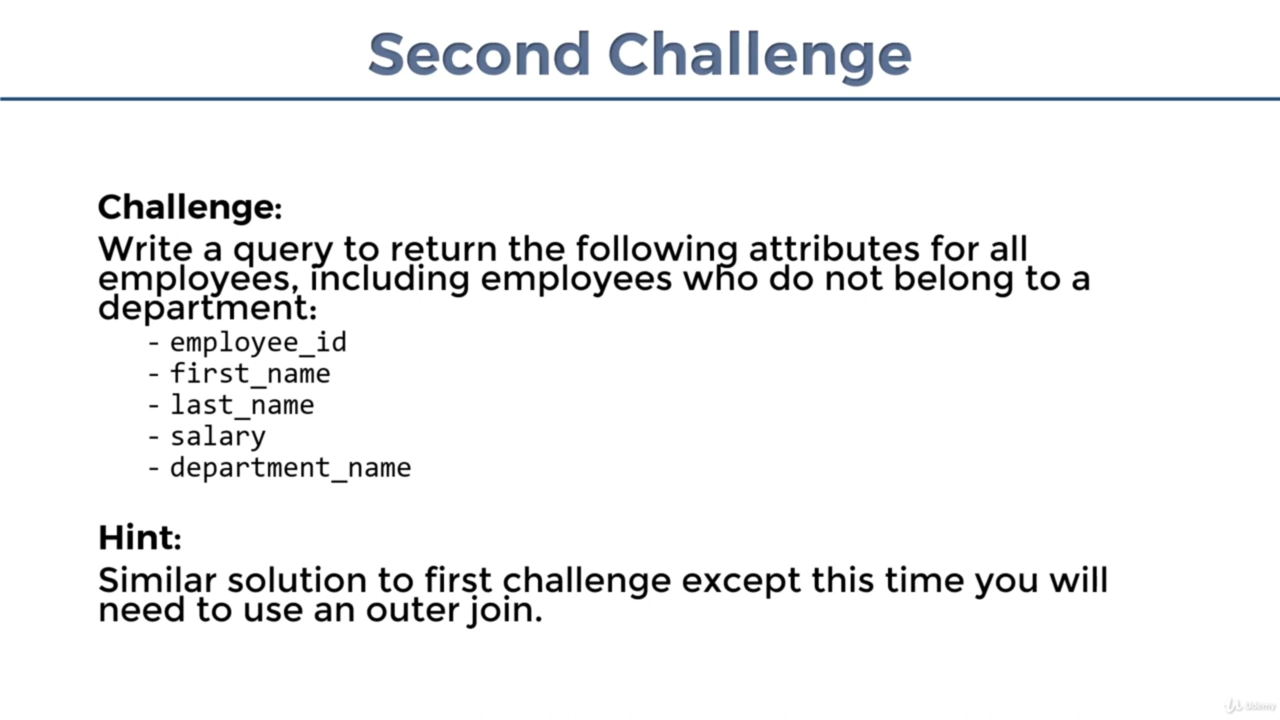 Second Challenge
Challenge:
Write a query to return the following attributes for all
employees, including employees who do not belong to a
department:
- employee_id
- first_name
- last_name
- salary
- department_name
Hint:
Similar solution to first challenge except this time you will
need to use an outer join.
Udemy